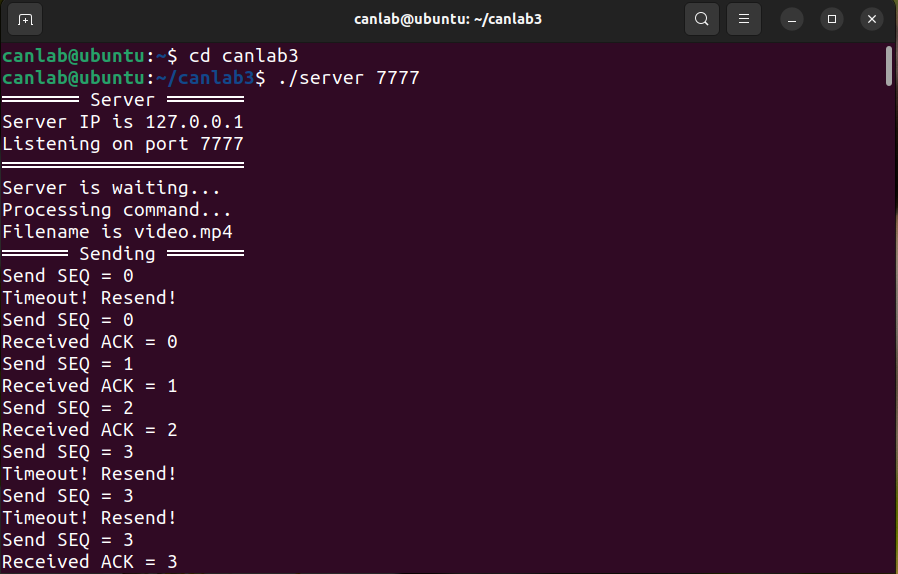 canlab@ubuntu: ~/canlab3
canlab@ubuntu:~$ cd canlab3
canlab@ubuntu:~/canlab3$ ./server 7777
═══════ Server ═══════
Server IP is 127.0.0.1
Listening on port 7777
══════════════════════
Server is waiting...
Processing command...
Filename is video.mp4
══════ Sending ═══════
Send SEQ = 0
Timeout! Resend!
Send SEQ = 0
Received ACK = 0
Send SEQ = 1
Received ACK = 1
Send SEQ = 2
Received ACK = 2
Send SEQ = 3
Timeout! Resend!
Send SEQ = 3
Timeout! Resend!
Send SEQ = 3
Received ACK = 3